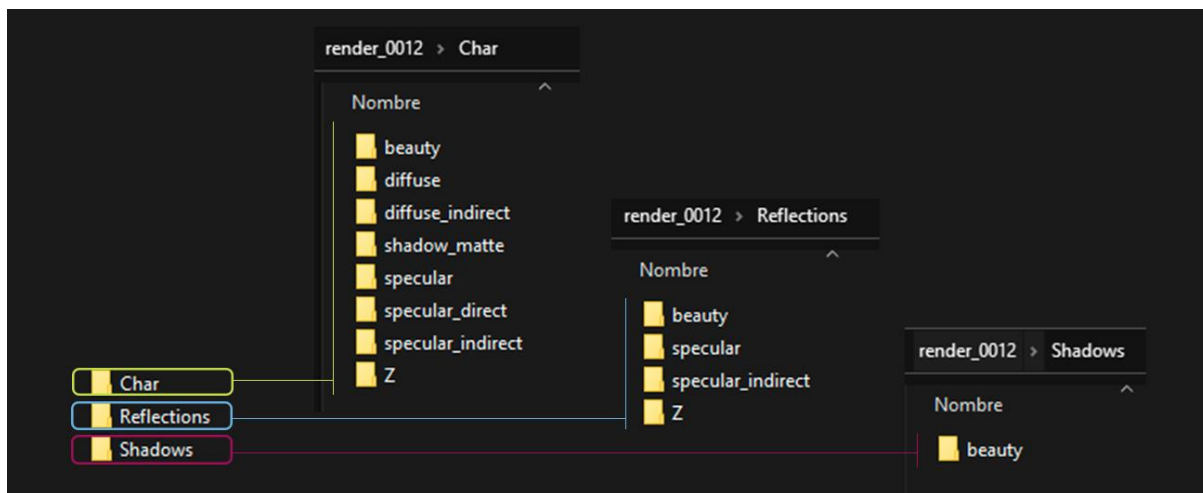 render_0012 > Char
Nombre
beauty
diffuse
diffuse_indirect
shadow_matte
specular
specular_direct
specular_indirect
Z
render_0012 > Reflections
Nombre
beauty
specular
specular_indirect
Z
render_0012 > Shadows
Nombre
beauty
Char
Reflections
Shadows